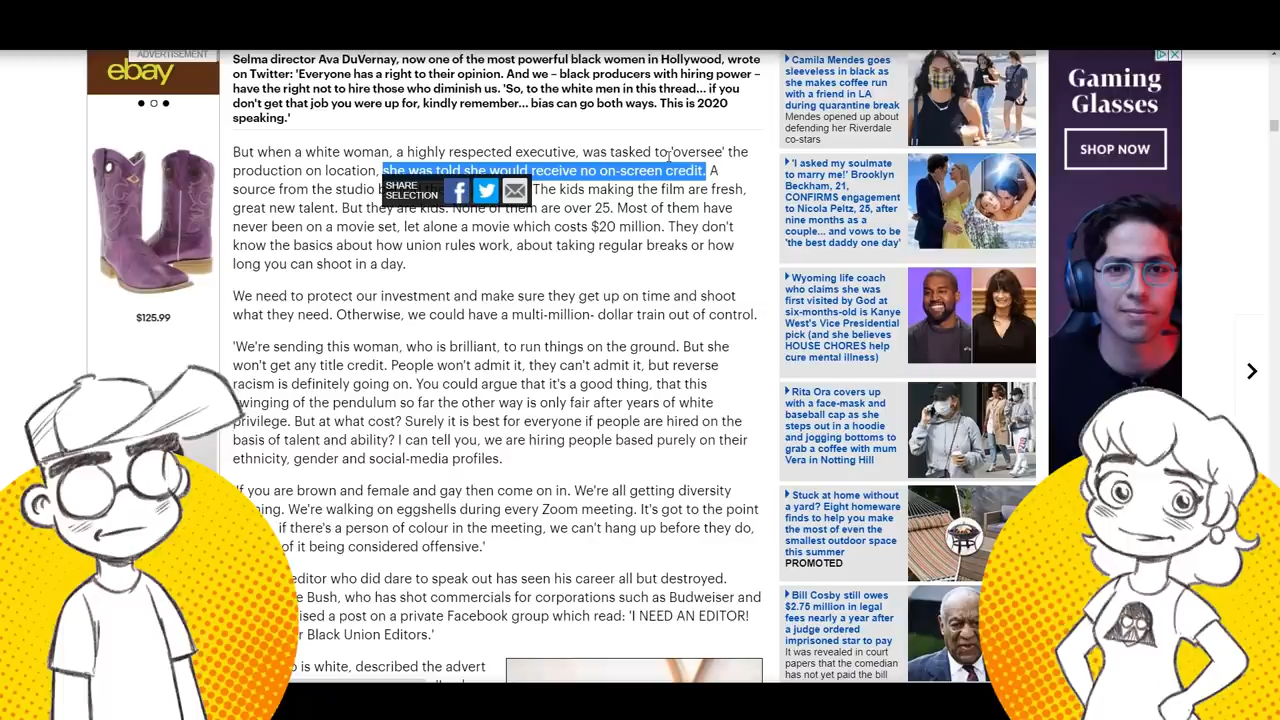 ADVERTISEMENT
ebay
$125.99
Selma director Ava DuVernay, now one of the most powerful black women in Hollywood, wrote
on Twitter: 'Everyone has a right to their opinion. And we – black producers with hiring power –
have the right not to hire those who diminish us. 'So, to the white men in this thread... if you
don't get that job you were up for, kindly remember... bias can go both ways. This is 2020
speaking.'
But when a white woman, a highly respected executive, was tasked to 'oversee' the
production on location, she was told she would receive no on-screen credit. A
source from the studio
SHARE
SELECTION
The kids making the film are fresh,
great new talent. But they are kids. None of them are over 25. Most of them have
never been on a movie set, let alone a movie which costs $20 million. They don't
know the basics about how union rules work, about taking regular breaks or how
long you can shoot in a day.
We need to protect our investment and make sure they get up on time and shoot
what they need. Otherwise, we could have a multi-million- dollar train out of control.
'We're sending this woman, who is brilliant, to run things on the ground. But she
won't get any title credit. People won't admit it, they can't admit it, but reverse
racism is definitely going on. You could argue that it's a good thing, that this
winging of the pendulum so far the other way is only fair after years of white
privilege. But at what cost? Surely it is best for everyone if people are hired on the
basis of talent and ability? I can tell you, we are hiring people based purely on their
ethnicity, gender and social-media profiles.
If you are brown and female and gay then come on in. We're all getting diversity
We're walking on eggshells during every Zoom meeting. It's got to the point
if there's a person of colour in the meeting, we can't hang up before they do,
of it being considered offensive.'
editor who did dare to speak out has seen his career all but destroyed.
Bush, who has shot commercials for corporations such as Budweiser and
a post on a private Facebook group which read: 'I NEED AN EDITOR!
Black Union Editors.'
is white, described the advert
Camila Mendes goes
sleeveless in black as
she makes coffee run
with a friend in LA
during quarantine break
Mendes opened up about
defending her Riverdale
co-stars
'I asked my soulmate
to marry me!' Brooklyn
Beckham, 21,
CONFIRMS engagement
to Nicola Peltz, 25, after
nine months as a
couple... and vows to be
'the best daddy one day'
Wyoming life coach
who claims she was
first visited by God at
six-months-old is Kanye
West's Vice Presidential
pick (and she believes
HOUSE CHORES help
cure mental illness)
Rita Ora covers up
with a face-mask and
baseball cap as she
steps out in a hoodie
and jogging bottoms to
grab a coffee with mum
Vera in Notting Hill
Stuck at home without
a yard? Eight homeware
finds to help you make
the most of even the
smallest outdoor space
this summer
PROMOTED
Bill Cosby still owes
$2.75 million in legal
fees nearly a year after
a judge ordered
imprisoned star to pay
It was revealed in court
papers that the comedian
has not yet paid the bill
Gaming
Glasses
SHOP NOW